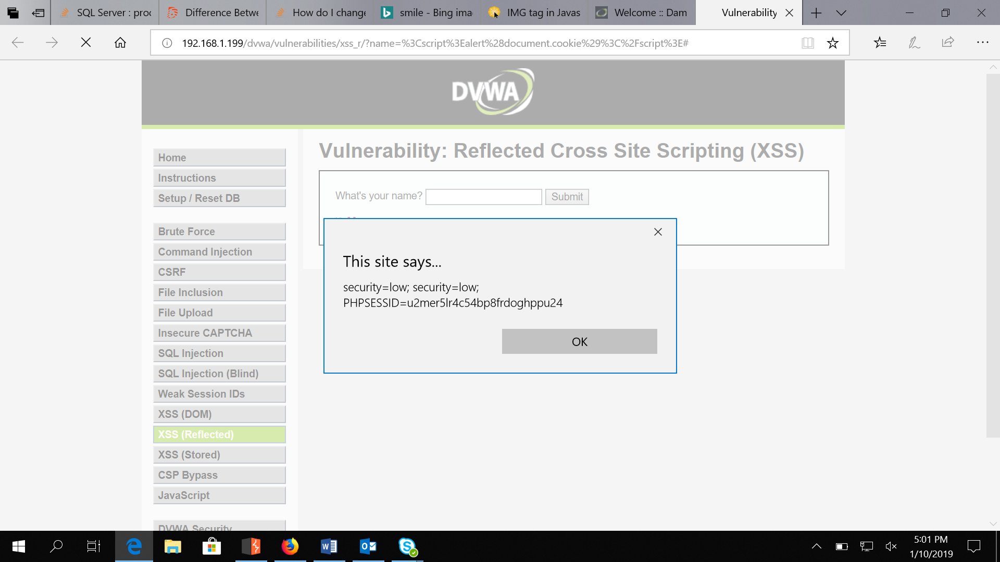 SQL Server : proc
Difference Betwe
How do I change
smile - Bing ima
IMG tag in Javas
Welcome :: Dam
Vulnerability
192.168.1.199/dvwa/vulnerabilities/xss_r/?name=%3Cscript%3Ealert%28document.cookie%29%3C%2Fscript%3E#
DVWA
Home
Instructions
Setup / Reset DB
Brute Force
Command Injection
CSRF
File Inclusion
File Upload
Insecure CAPTCHA
SQL Injection
SQL Injection (Blind)
Weak Session IDs
XSS (DOM)
XSS (Reflected)
XSS (Stored)
CSP Bypass
JavaScript
DVWA Security
Vulnerability: Reflected Cross Site Scripting (XSS)
What's your name? Submit
This site says...
security=low; security=low;
PHPSESSID=u2mer5lr4c54bp8frdoghppu24
OK
5:01 PM
1/10/2019